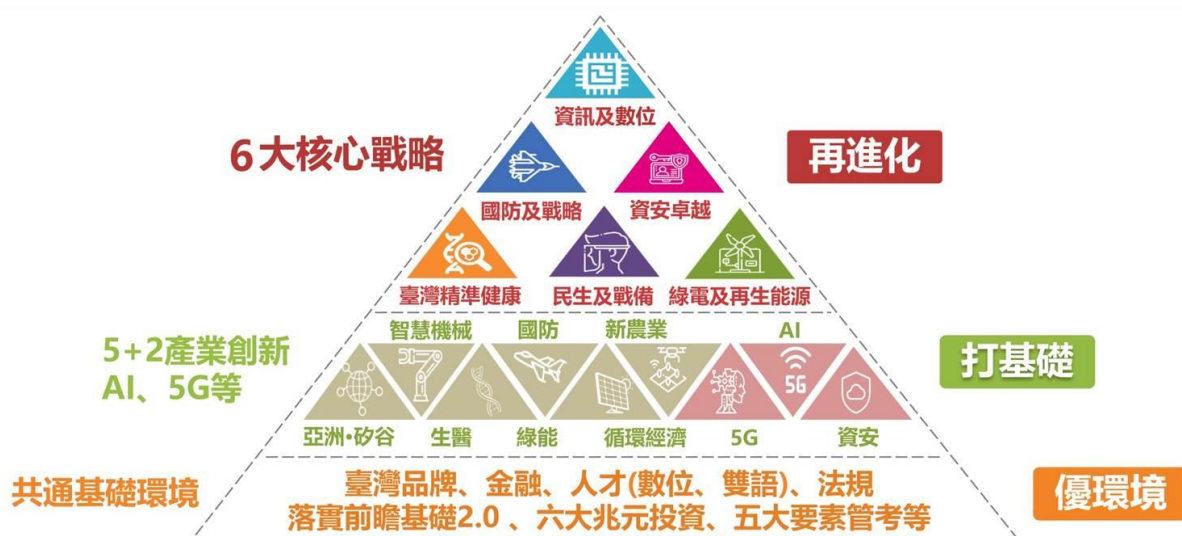 資訊及數位
6大核心戰略
再進化
國防及戰略
資安卓越
臺灣精準健康
民生及戰備
綠電及再生能源
智慧機械
國防
新農業
AI
5+2產業創新
AI、5G等
打基礎
5G
亞洲•矽谷
生醫
綠能
循環經濟
5G
資安
共通基礎環境
臺灣品牌、金融、人才(數位、雙語)、法規
落實前瞻基礎2.0 、六大兆元投資、五大要素管考等
優環境